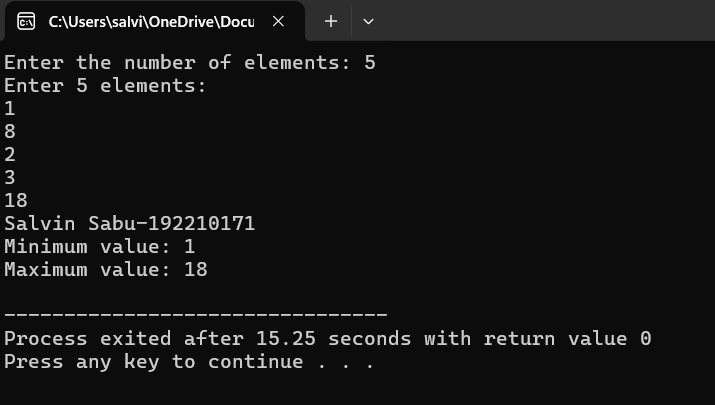 C:\Users\salvi\OneDrive\Docu
Enter the number of elements: 5
Enter 5 elements:
1
8
2
3
18
Salvin Sabu-192210171
Minimum value: 1
Maximum value: 18
--------------------------------
Process exited after 15.25 seconds with return value 0
Press any key to continue . . .